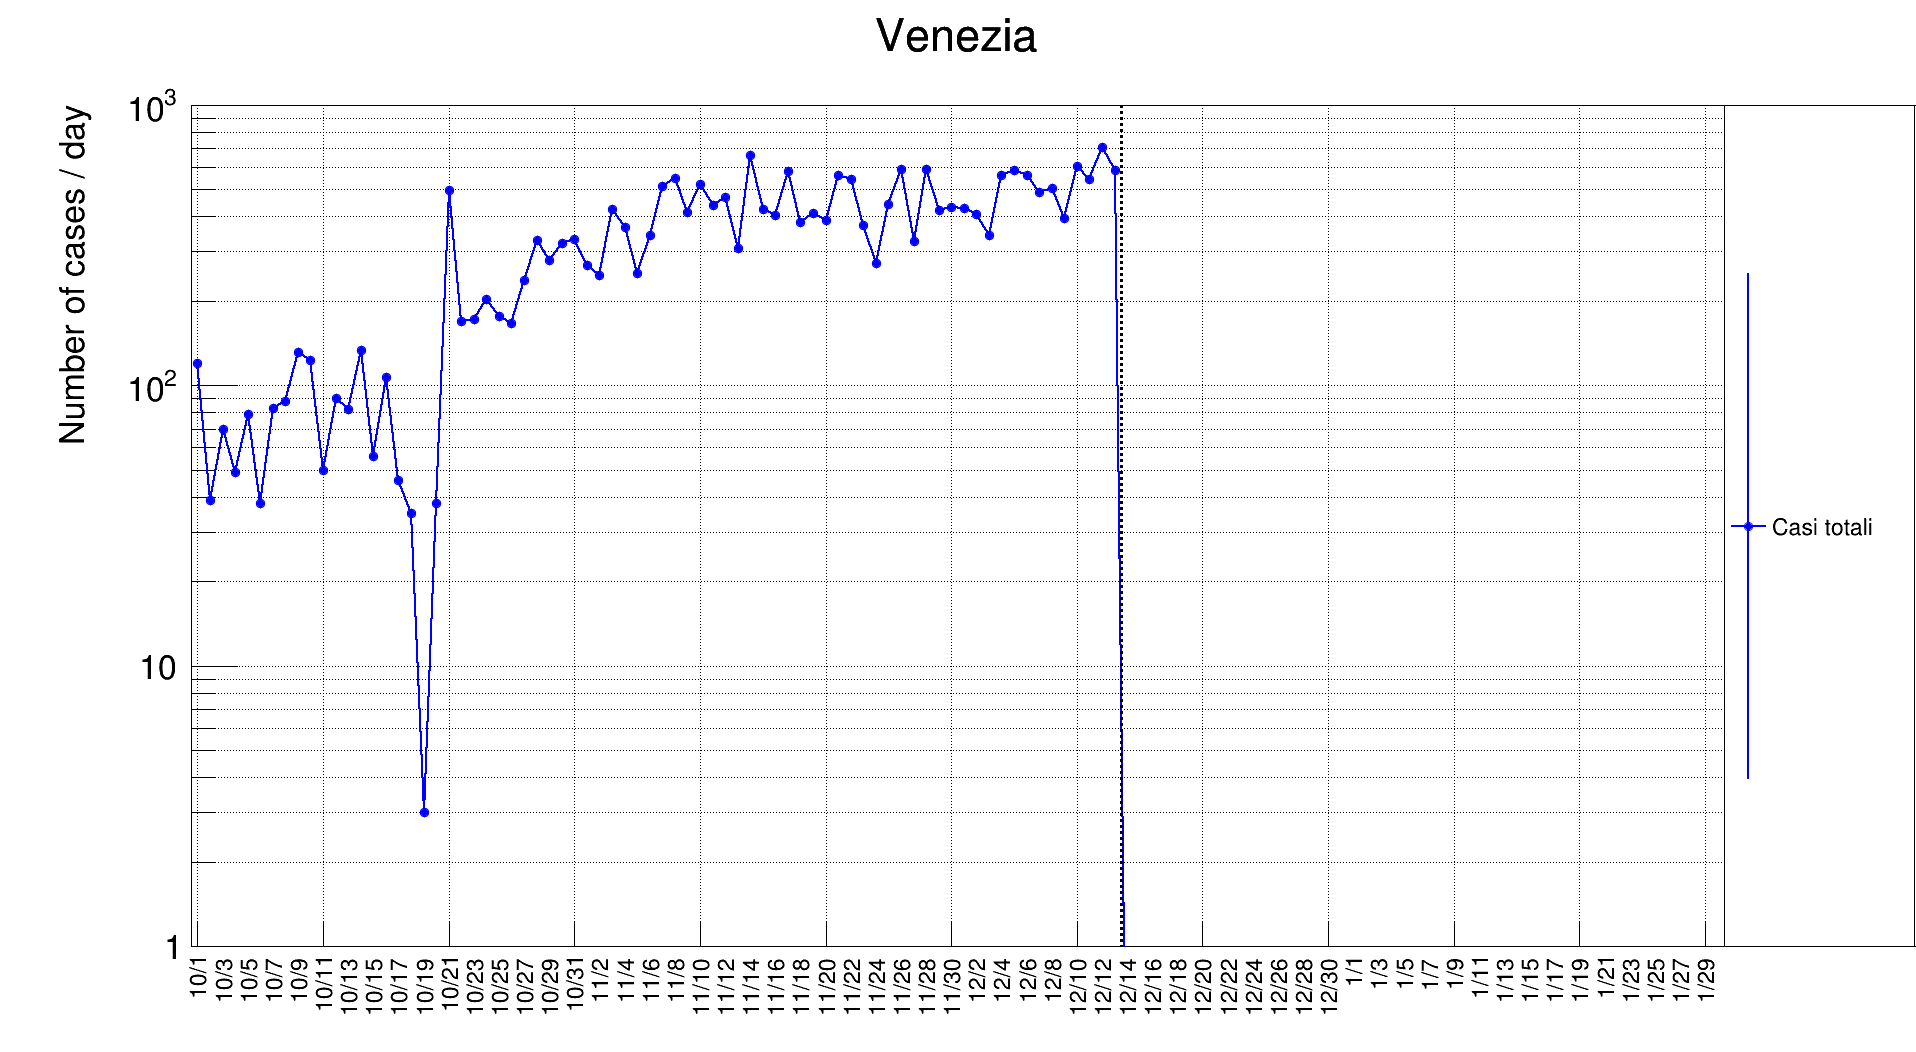 Venezia
Number of cases / day
10³
10²
10
1
10/1 10/3 10/5 10/7 10/9 10/11 10/13 10/15 10/17 10/19 10/21 10/23 10/25 10/27 10/29 10/31 11/2 11/4 11/6 11/8 11/10 11/12 11/14 11/16 11/18 11/20 11/22 11/24 11/26 11/28 11/30 12/2 12/4 12/6 12/8 12/10 12/12 12/14 12/16 12/18 12/20 12/22 12/24 12/26 12/28 12/30 1/1 1/3 1/5 1/7 1/9 1/11 1/13 1/15 1/17 1/19 1/21 1/23 1/25 1/27 1/29
Casi totali